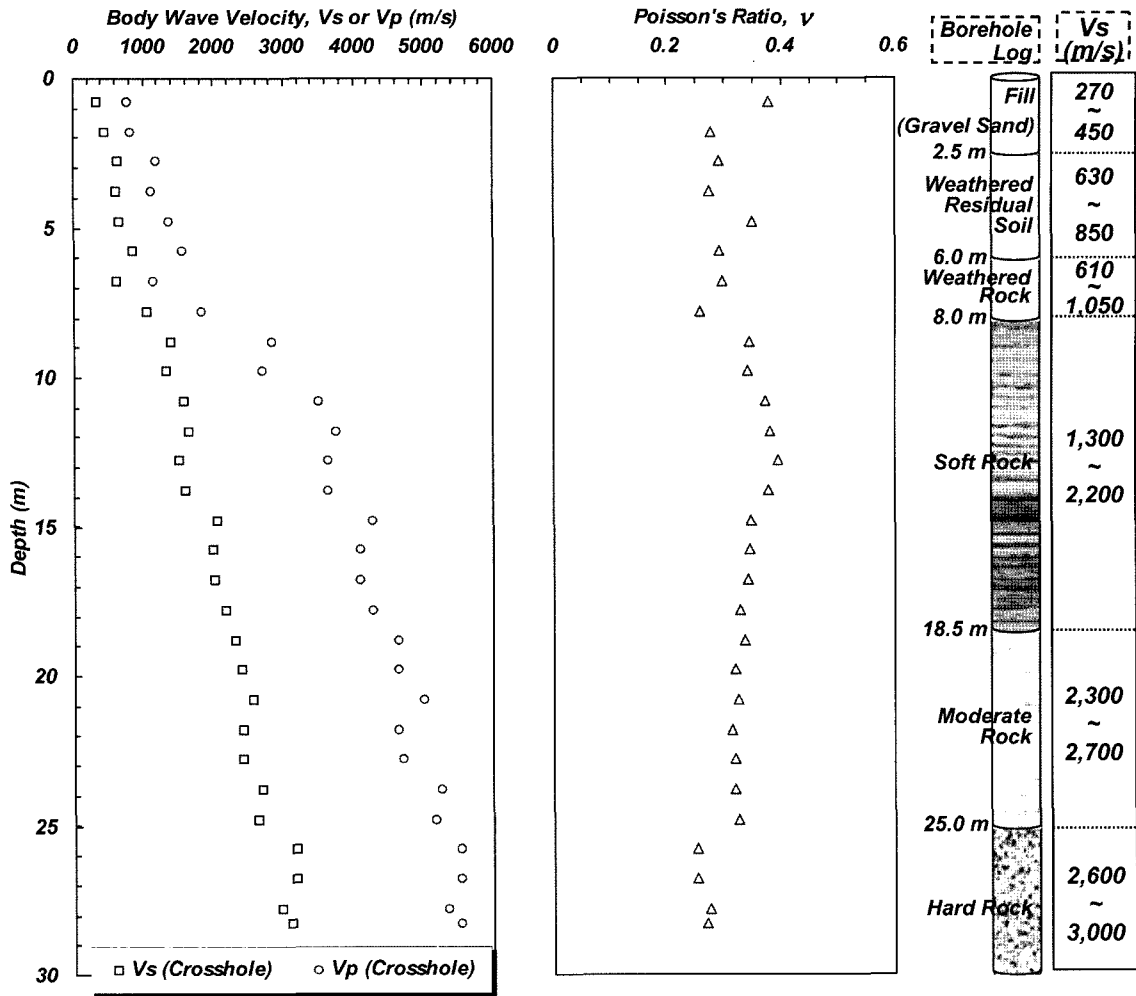 Body Wave Velocity, Vs or Vp (m/s)
0 1000 2000 3000 4000 5000 6000
0
5
10
15
20
25
30
Depth (m)
Vs (Crosshole) Vp (Crosshole)
Poisson's Ratio, ν
0 0.2 0.4 0.6
Borehole
Log
Fill
(Gravel Sand)
2.5 m
Weathered
Residual
Soil
6.0 m
Weathered
Rock
8.0 m
Soft Rock
18.5 m
Moderate
Rock
25.0 m
Hard Rock
Vs
(m/s)
270
~
450
630
~
850
610
~
1,050
1,300
~
2,200
2,300
~
2,700
2,600
~
3,000